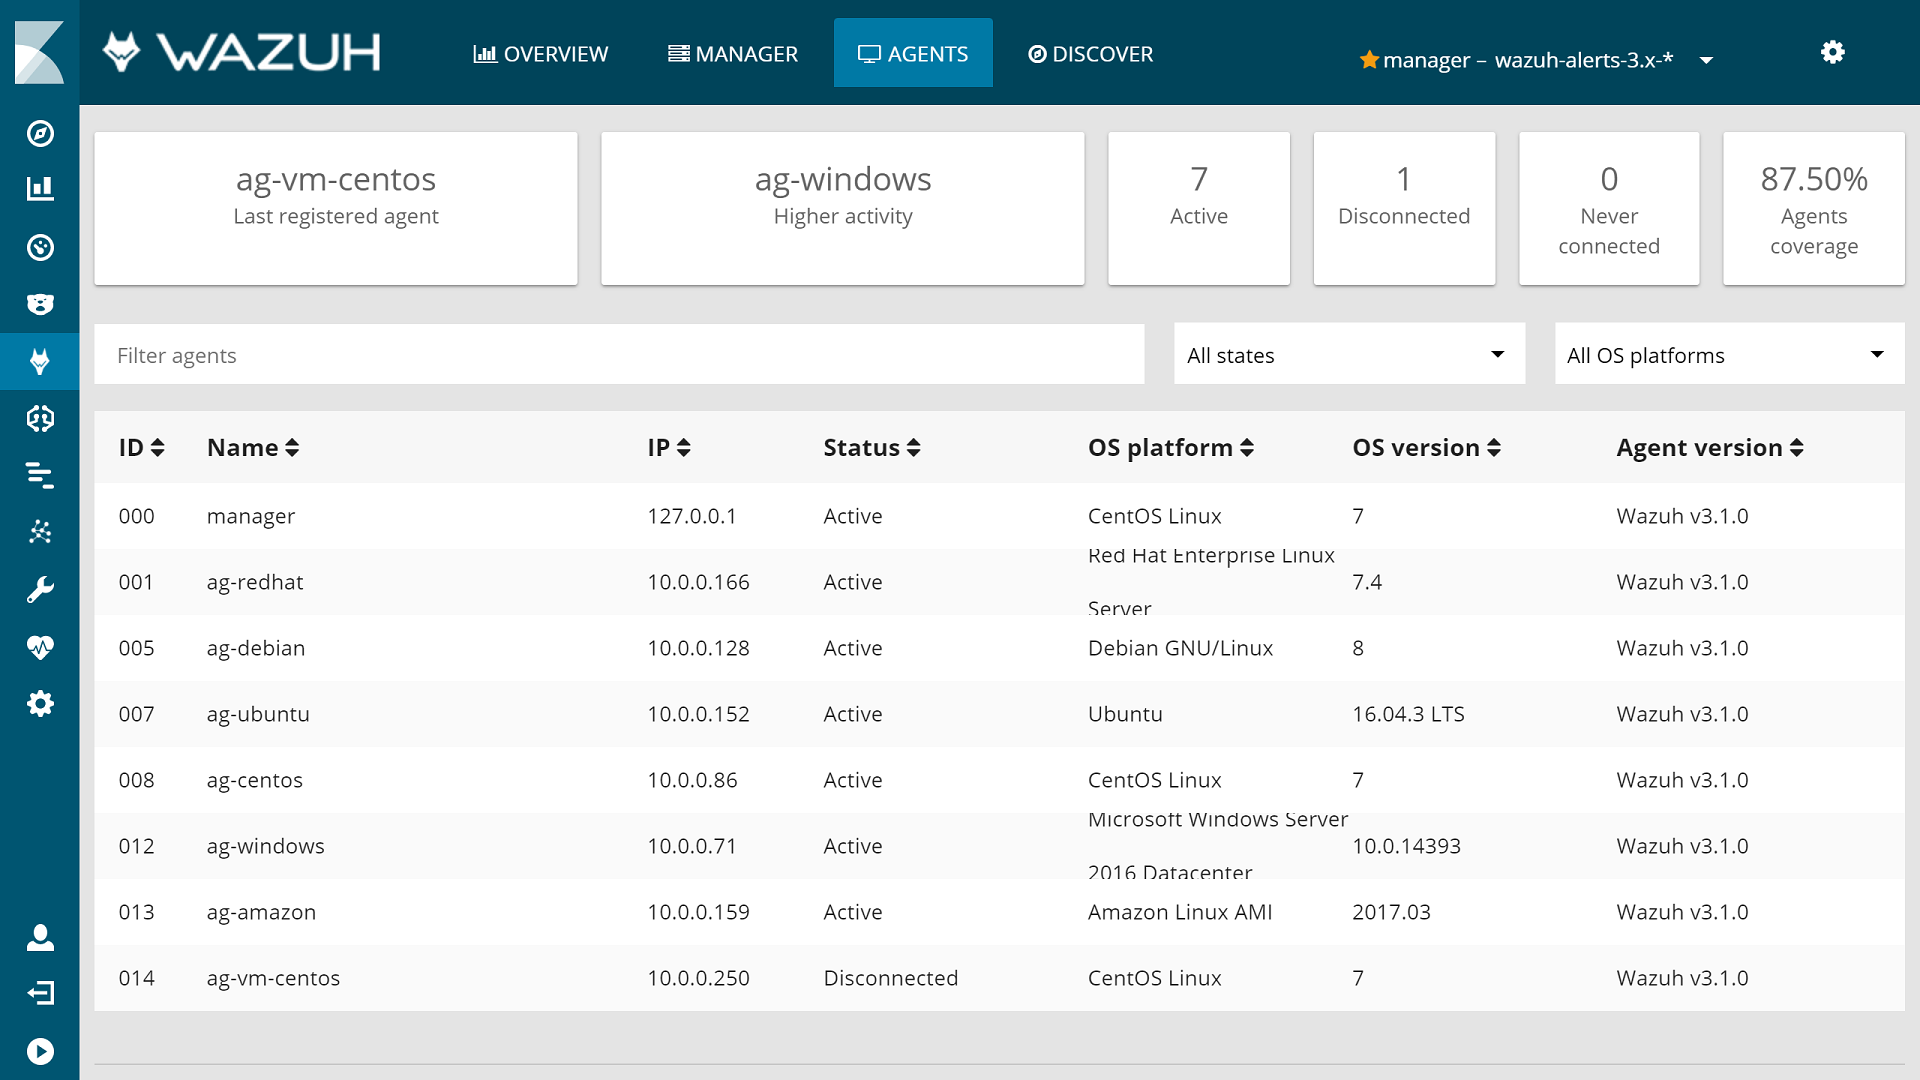 WAZUH
OVERVIEW
MANAGER
AGENTS
DISCOVER
manager – wazuh-alerts-3.x-*
ag-vm-centos
Last registered agent
ag-windows
Higher activity
7
Active
1
Disconnected
0
Never
connected
87.50%
Agents
coverage
Filter agents
All states
All OS platforms
ID Name IP Status OS platform OS version Agent version
000 manager 127.0.0.1 Active CentOS Linux 7 Wazuh v3.1.0
001 ag-redhat 10.0.0.166 Active Red Hat Enterprise Linux Server 7.4 Wazuh v3.1.0
005 ag-debian 10.0.0.128 Active Debian GNU/Linux 8 Wazuh v3.1.0
007 ag-ubuntu 10.0.0.152 Active Ubuntu 16.04.3 LTS Wazuh v3.1.0
008 ag-centos 10.0.0.86 Active CentOS Linux 7 Wazuh v3.1.0
012 ag-windows 10.0.0.71 Active Microsoft Windows Server 2016 Datacenter 10.0.14393 Wazuh v3.1.0
013 ag-amazon 10.0.0.159 Active Amazon Linux AMI 2017.03 Wazuh v3.1.0
014 ag-vm-centos 10.0.0.250 Disconnected CentOS Linux 7 Wazuh v3.1.0